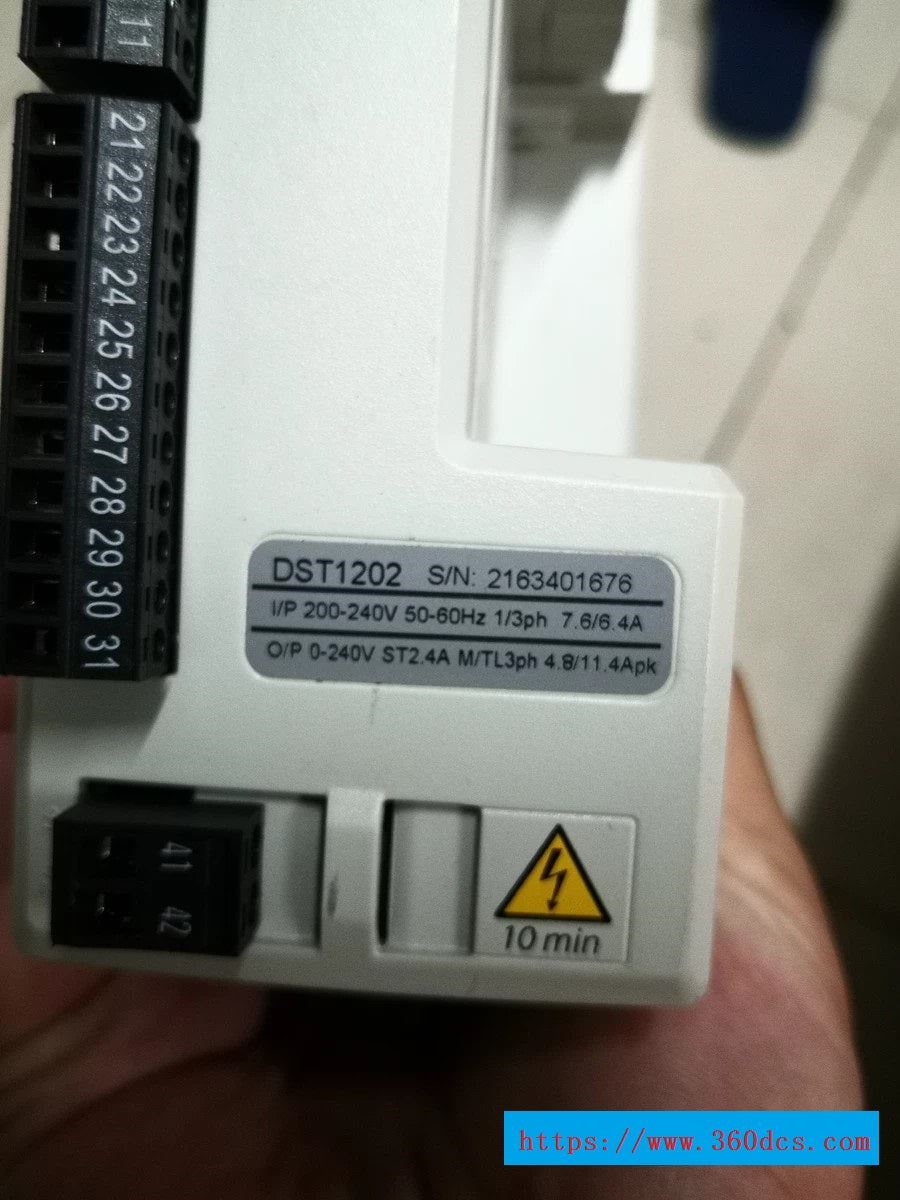 11
21
22
23
24
25
26
27
28
29
30
31
DST1202 S/N: 2163401676
I/P 200-240V 50-60Hz 1/3ph 7.6/6.4A
O/P 0-240V ST2.4A M/TL3ph 4.8/11.4Apk
41
42
10 min
https://www.360dcs.com